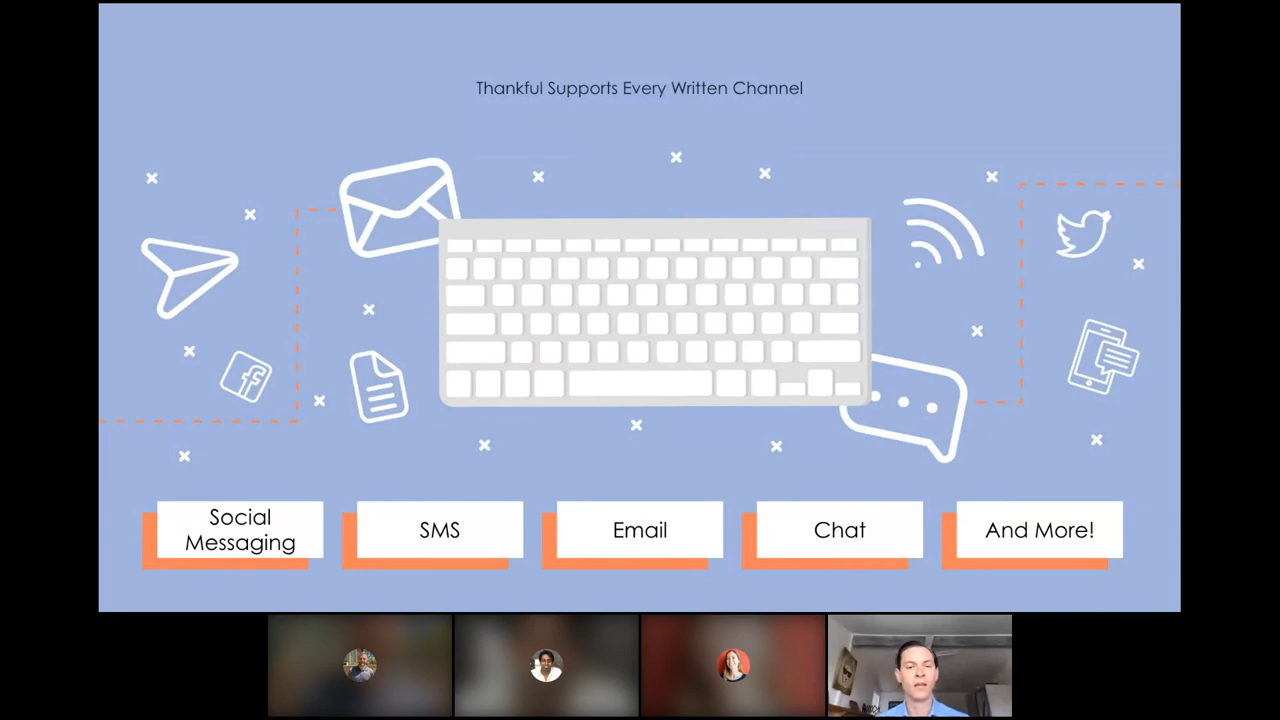 Thankful Supports Every Written Channel
Social
Messaging
SMS
Email
Chat
And More!